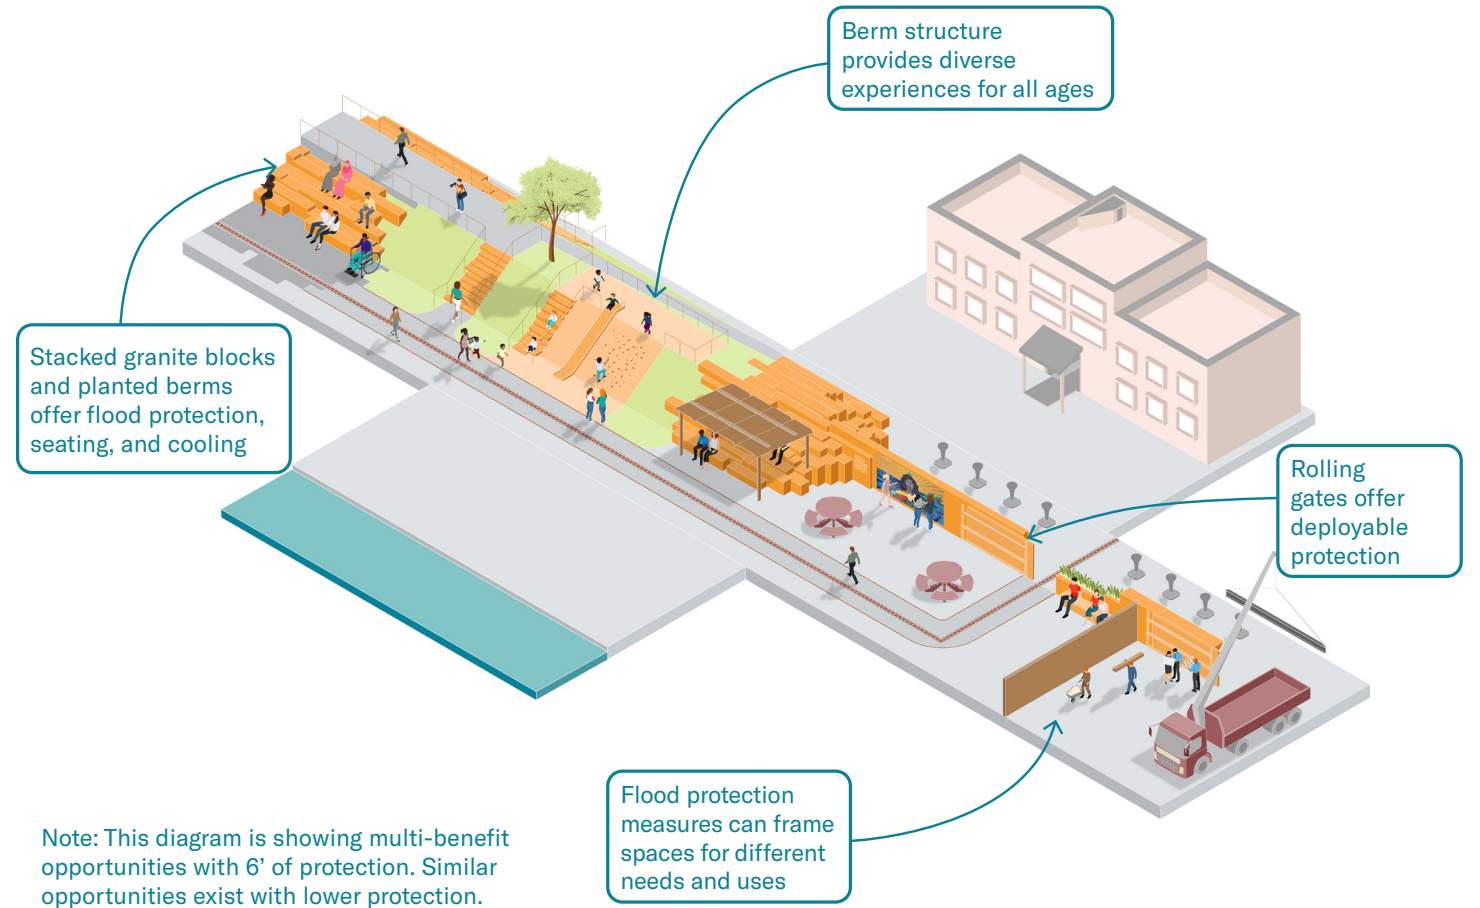 Berm structure
provides diverse
experiences for all ages
Stacked granite blocks
and planted berms
offer flood protection,
seating, and cooling
Rolling
gates offer
deployable
protection
Flood protection
measures can frame
spaces for different
needs and uses
Note: This diagram is showing multi-benefit
opportunities with 6’ of protection. Similar
opportunities exist with lower protection.